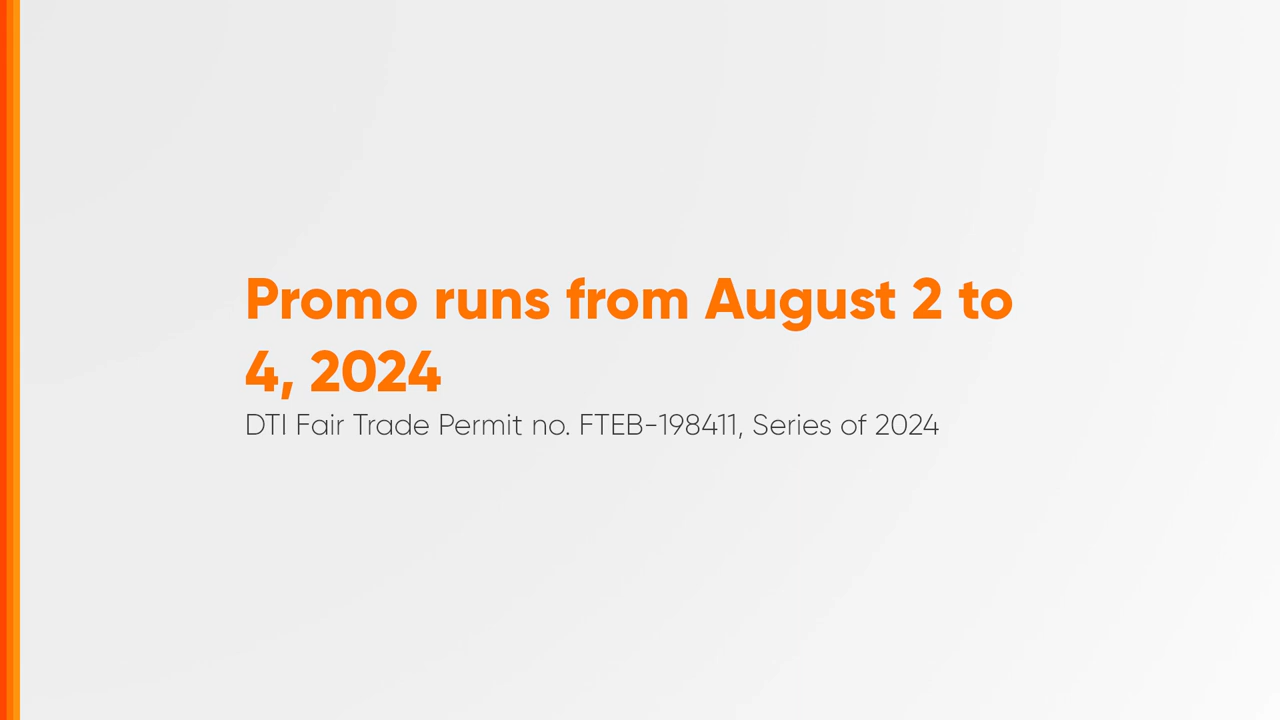 Promo runs from August 2 to
4, 2024
DTI Fair Trade Permit no. FTEB-198411, Series of 2024